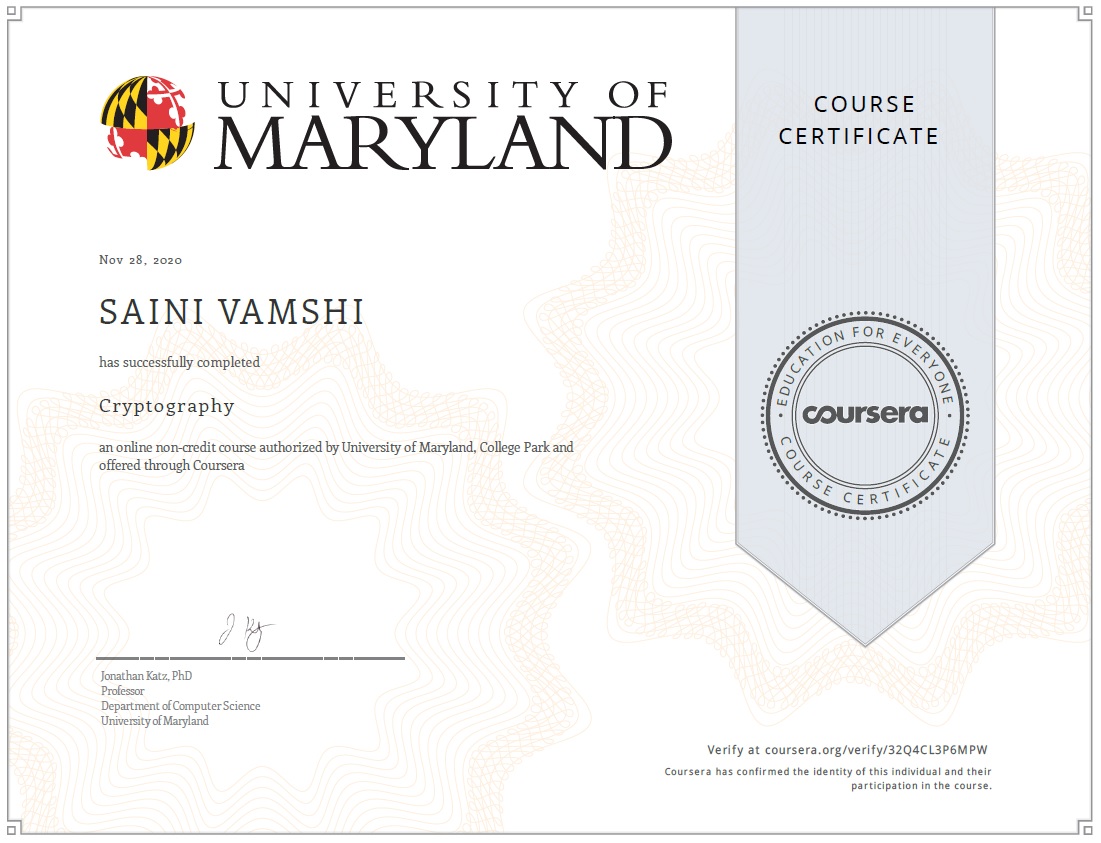 UNIVERSITY OF
MARYLAND
COURSE
CERTIFICATE
Nov 28, 2020
SAINI VAMSHI
has successfully completed
Cryptography
an online non-credit course authorized by University of Maryland, College Park and
offered through Coursera
EDUCATION FOR EVERYONE
coursera
COURSE CERTIFICATE
Jonathan Katz, PhD
Professor
Department of Computer Science
University of Maryland
Verify at coursera.org/verify/32Q4CL3P6MPW
Coursera has confirmed the identity of this individual and their
participation in the course.